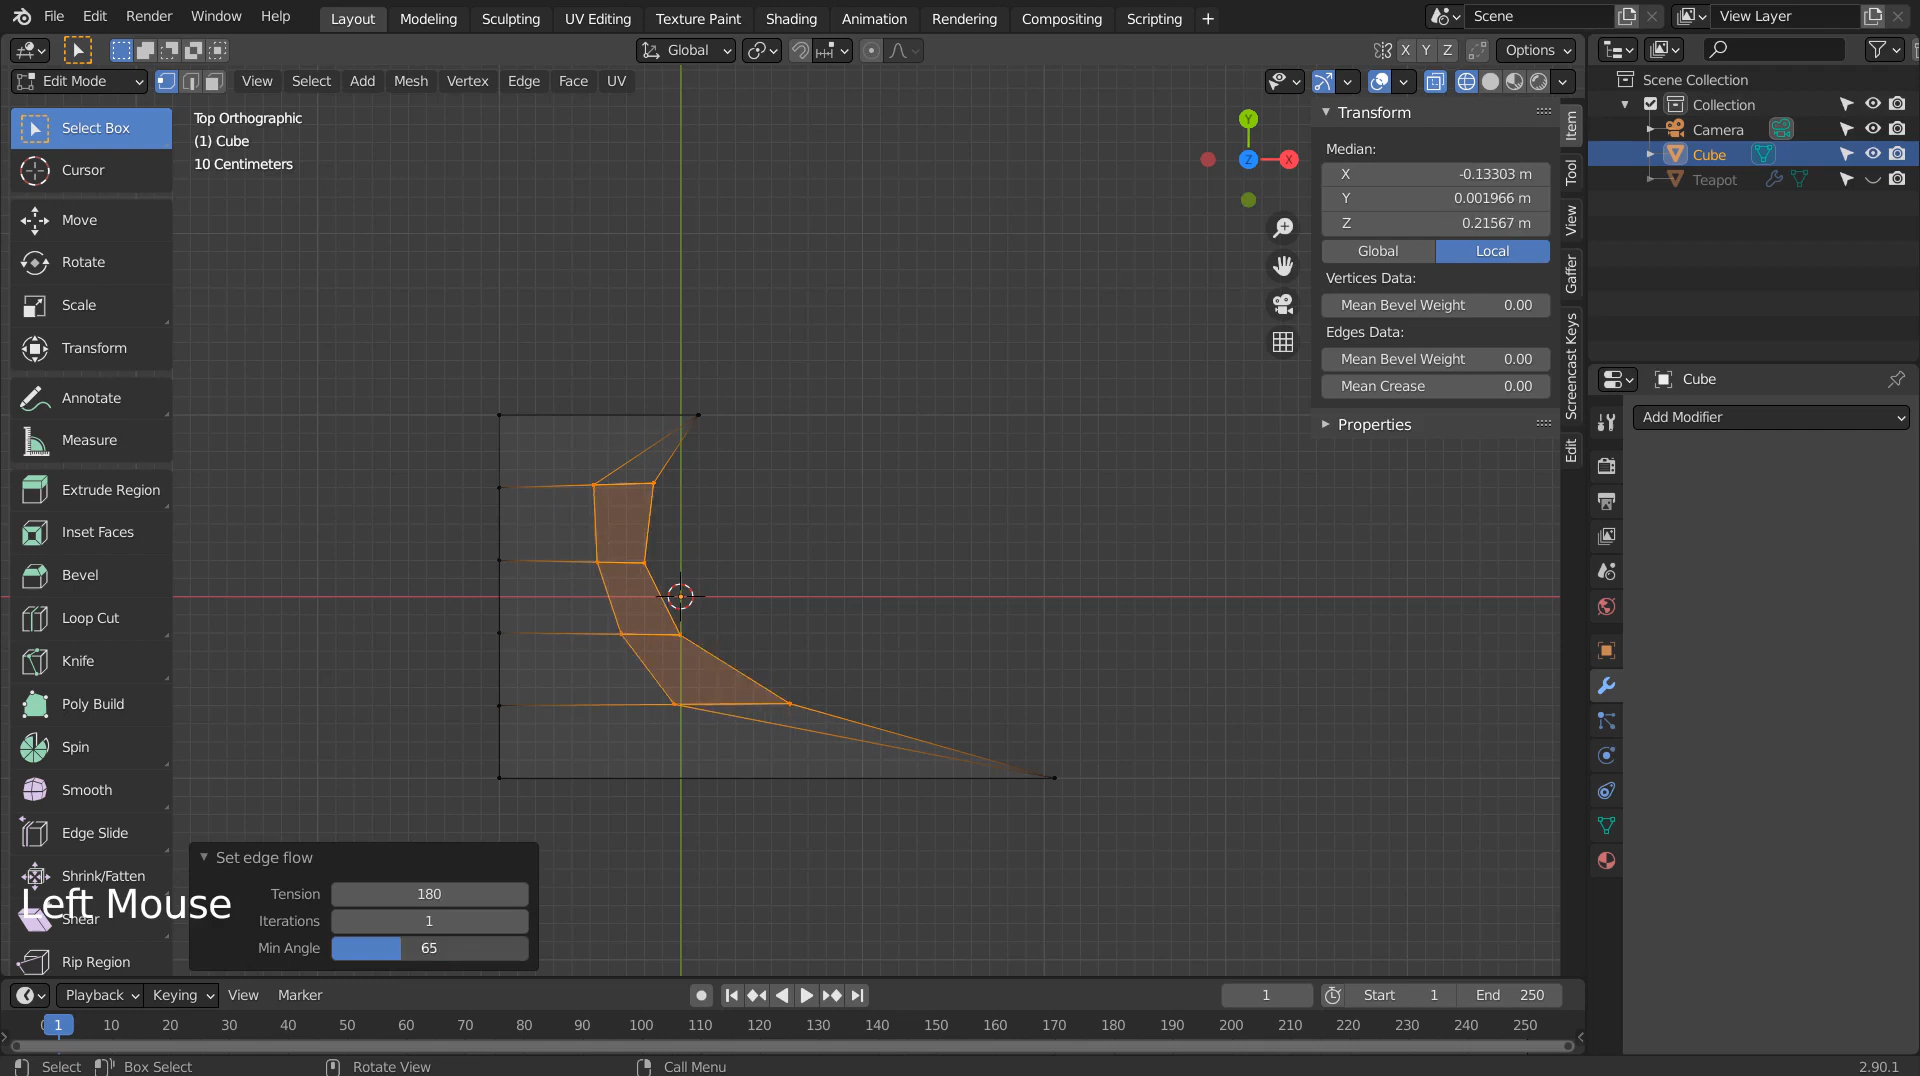 File Edit Render Window Help Layout Modeling Sculpting UV Editing Texture Paint Shading Animation Rendering Compositing Scripting + Scene View Layer
Global X Y Z Options
Edit Mode View Select Add Mesh Vertex Edge Face UV
Scene Collection
Collection
Camera
Cube
Teapot
Select Box
Cursor
Move
Rotate
Scale
Transform
Annotate
Measure
Extrude Region
Inset Faces
Bevel
Loop Cut
Knife
Poly Build
Spin
Smooth
Edge Slide
Shrink/Fatten
Shear
Rip Region
Left Mouse
Top Orthographic
(1) Cube
10 Centimeters
Y
Z
X
Transform
Median:
X -0.13303 m
Y 0.001966 m
Z 0.21567 m
Global Local
Vertices Data:
Mean Bevel Weight 0.00
Edges Data:
Mean Bevel Weight 0.00
Mean Crease 0.00
Properties
Item
Tool
View
Gaffer
Screencast Keys
Edit
Cube
Add Modifier
Set edge flow
Tension 180
Iterations 1
Min Angle 65
Playback Keying View Marker 1 Start 1 End 250
1 10 20 30 40 50 60 70 80 90 100 110 120 130 140 150 160 170 180 190 200 210 220 230 240 250
Select Box Select Rotate View Call Menu 2.90.1